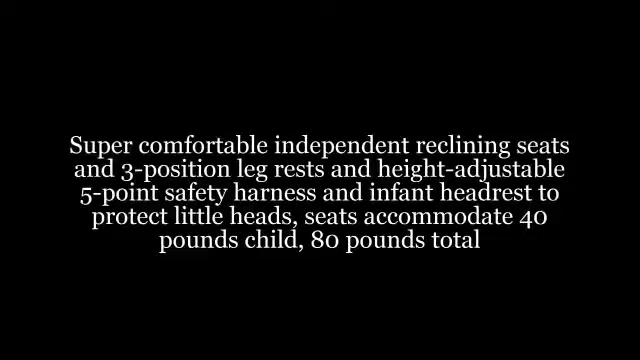 Super comfortable independent reclining seats
and 3-position leg rests and height-adjustable
5-point safety harness and infant headrest to
protect little heads, seats accommodate 40
pounds child, 80 pounds total